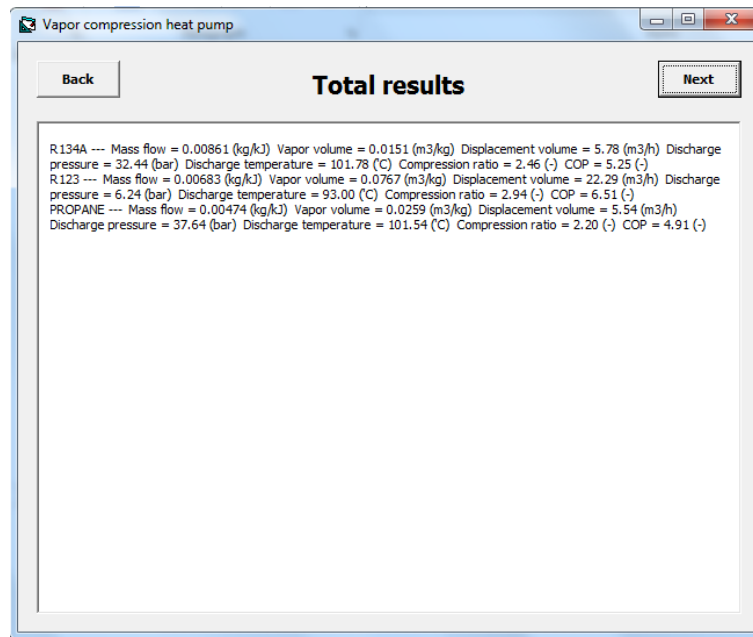 Vapor compression heat pump
Back
Total results
Next
R134A --- Mass flow = 0.00861 (kg/kJ) Vapor volume = 0.0151 (m3/kg) Displacement volume = 5.78 (m3/h) Discharge
pressure = 32.44 (bar) Discharge temperature = 101.78 (°C) Compression ratio = 2.46 (-) COP = 5.25 (-)
R123 --- Mass flow = 0.00683 (kg/kJ) Vapor volume = 0.0767 (m3/kg) Displacement volume = 22.29 (m3/h) Discharge
pressure = 6.24 (bar) Discharge temperature = 93.00 (°C) Compression ratio = 2.94 (-) COP = 6.51 (-)
PROPANE --- Mass flow = 0.00474 (kg/kJ) Vapor volume = 0.0259 (m3/kg) Displacement volume = 5.54 (m3/h)
Discharge pressure = 37.64 (bar) Discharge temperature = 101.54 (°C) Compression ratio = 2.20 (-) COP = 4.91 (-)